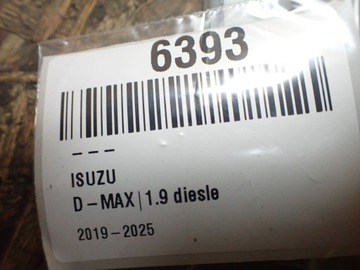 6393
– – –
ISUZU
D – MAX | 1.9 diesle
2019 – 2025